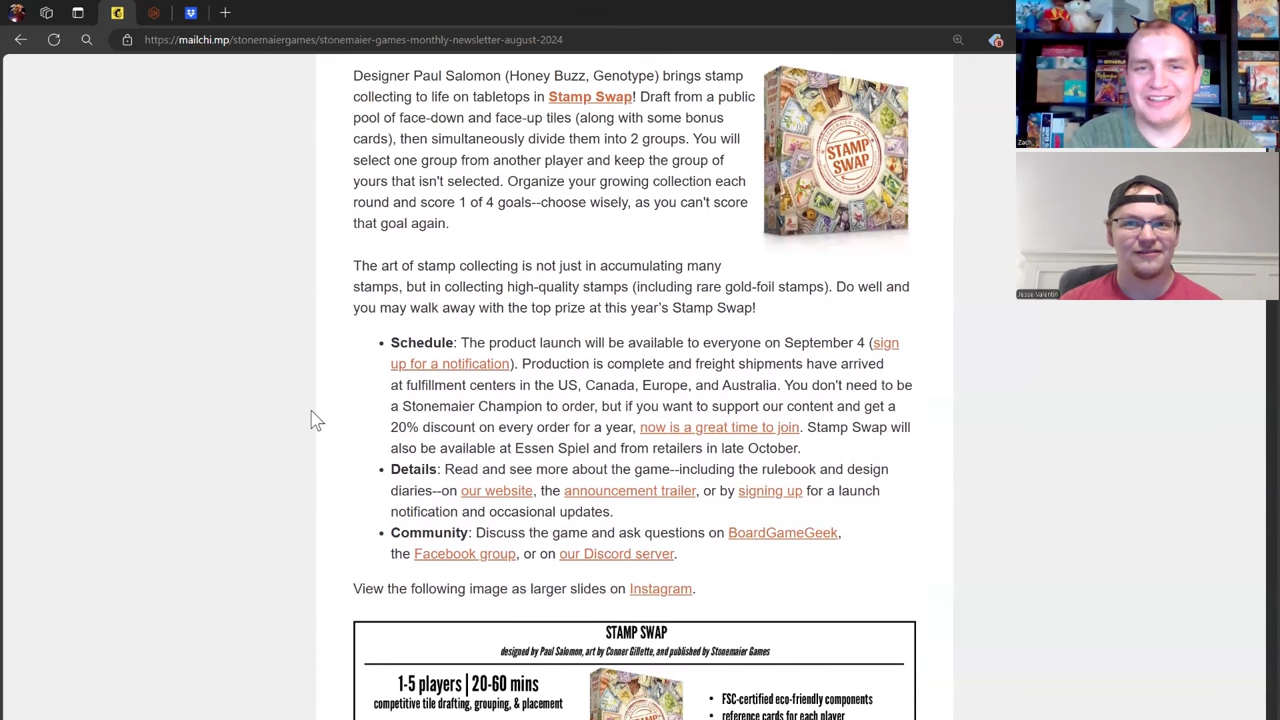 https://mailchi.mp/stonemaiergames/stonemaier-games-monthly-newsletter-august-2024
8
Zach
Jesse Valentin
Designer Paul Salomon (Honey Buzz, Genotype) brings stamp
collecting to life on tabletops in Stamp Swap! Draft from a public
pool of face-down and face-up tiles (along with some bonus
cards), then simultaneously divide them into 2 groups. You will
select one group from another player and keep the group of
yours that isn't selected. Organize your growing collection each
round and score 1 of 4 goals--choose wisely, as you can't score
that goal again.
STAMP
SWAP
The art of stamp collecting is not just in accumulating many
stamps, but in collecting high-quality stamps (including rare gold-foil stamps). Do well and
you may walk away with the top prize at this year’s Stamp Swap!
• Schedule: The product launch will be available to everyone on September 4 (sign
up for a notification). Production is complete and freight shipments have arrived
at fulfillment centers in the US, Canada, Europe, and Australia. You don't need to be
a Stonemaier Champion to order, but if you want to support our content and get a
20% discount on every order for a year, now is a great time to join. Stamp Swap will
also be available at Essen Spiel and from retailers in late October.
• Details: Read and see more about the game--including the rulebook and design
diaries--on our website, the announcement trailer, or by signing up for a launch
notification and occasional updates.
• Community: Discuss the game and ask questions on BoardGameGeek,
the Facebook group, or on our Discord server.
View the following image as larger slides on Instagram.
STAMP SWAP
designed by Paul Salomon, art by Conner Gillette, and published by Stonemaier Games
1-5 players | 20-60 mins
competitive tile drafting, grouping, & placement
STAMP
• FSC-certified eco-friendly components
• reference cards for each player